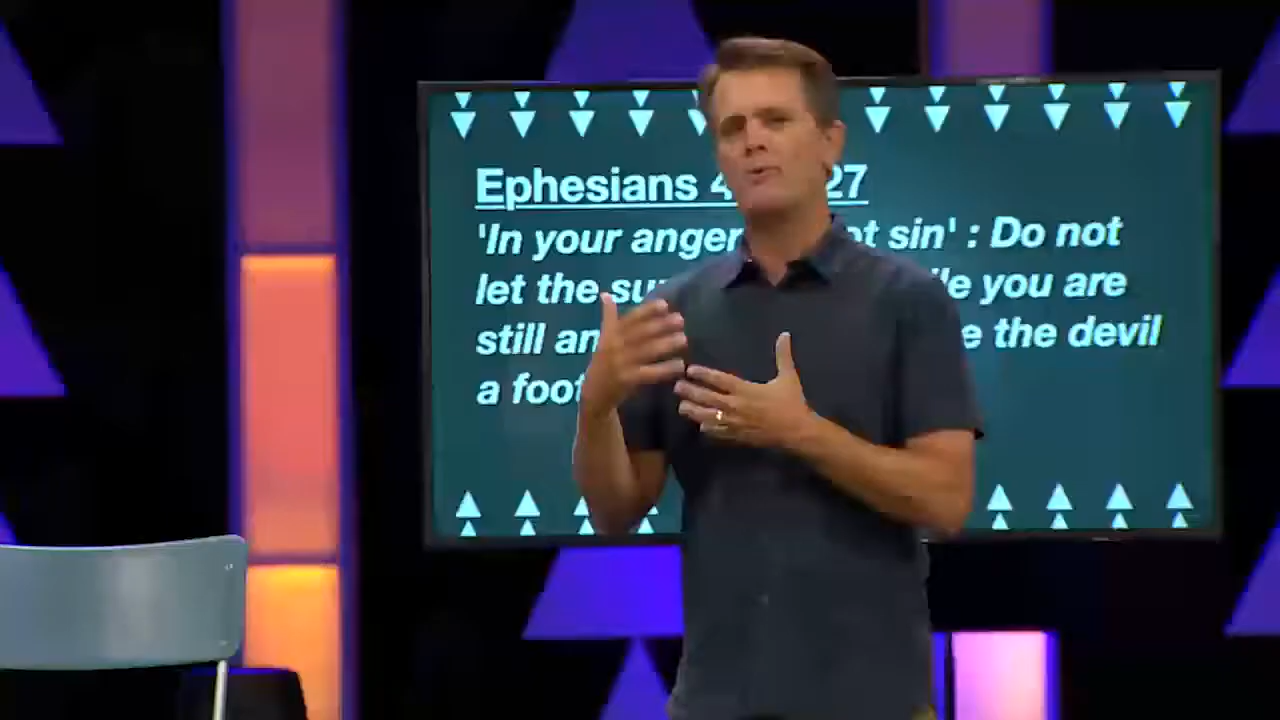 Ephesians 4 27
'In your anger ot sin' : Do not
let the su le you are
still an e the devil
a foot